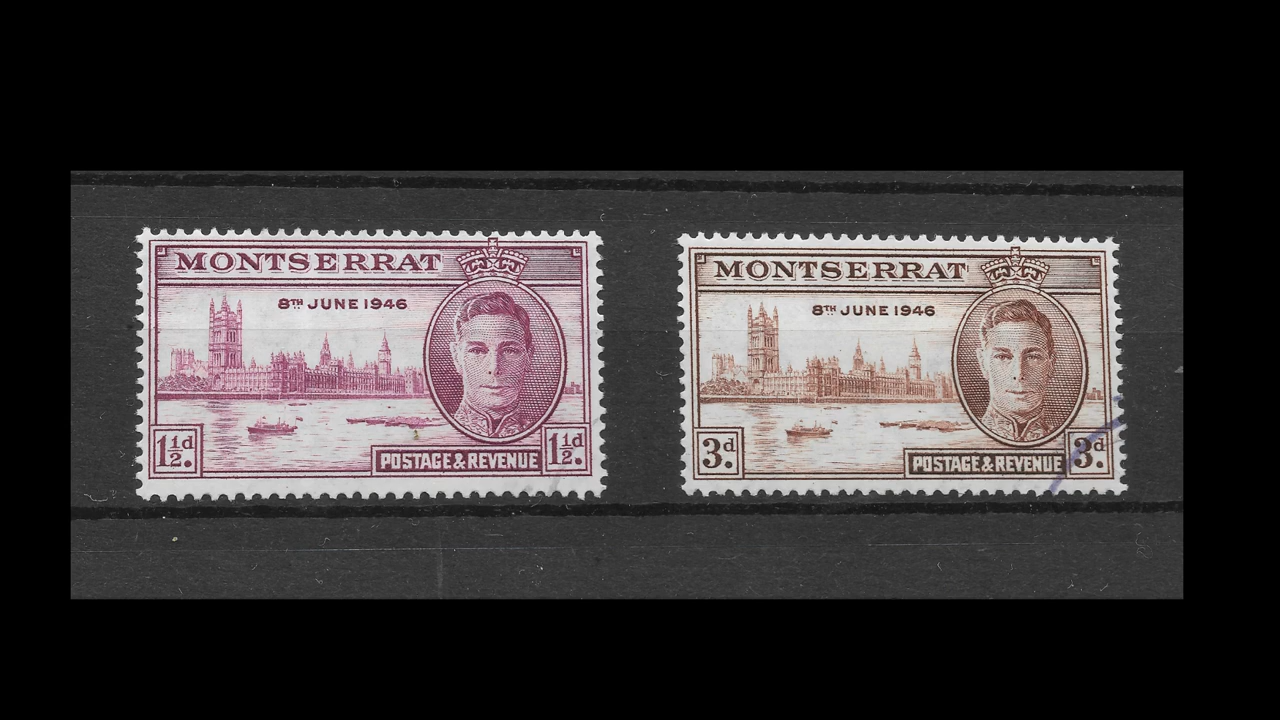 MONTSERRAT
8TH JUNE 1946
1½d.
POSTAGE & REVENUE
1½d.
MONTSERRAT
8TH JUNE 1946
3d.
POSTAGE & REVENUE
3d.